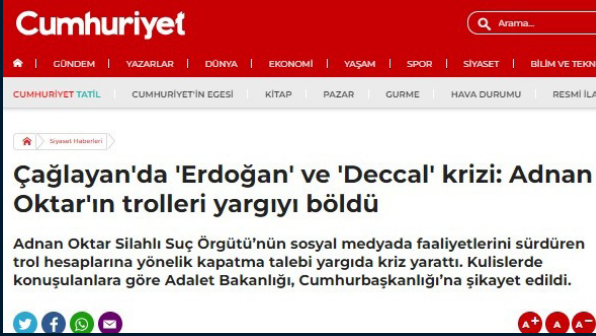 Cumhuriyet
Arama...
GÜNDEM | YAZARLAR | DÜNYA | EKONOMİ | YAŞAM | SPOR | SİYASET | BİLİM VE TEKN
CUMHURİYET TATİL | CUMHURİYET'İN EGESİ | KİTAP | PAZAR | GURME | HAVA DURUMU | RESMİ İLA
Siyaset Haberleri
Çağlayan'da 'Erdoğan' ve 'Deccal' krizi: Adnan
Oktar'ın trolleri yargıyı böldü
Adnan Oktar Silahlı Suç Örgütü'nün sosyal medyada faaliyetlerini sürdüren
trol hesaplarına yönelik kapatma talebi yargıda kriz yarattı. Kulislerde
konuşulanlara göre Adalet Bakanlığı, Cumhurbaşkanlığı'na şikayet edildi.
A+ A A-